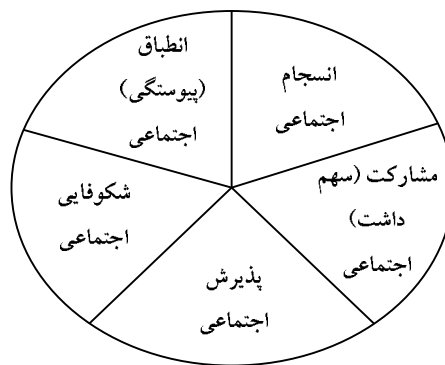 انسجام
اجتماعی
مشارکت (سهم
داشت)
اجتماعی
پذیرش
اجتماعی
شکوفایی
اجتماعی
انطباق
(پیوستگی)
اجتماعی